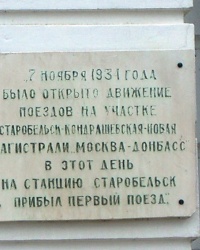 "7 НОЯБРЯ 1934 ГОДА
БЫЛО ОТКРЫТО ДВИЖЕНИЕ
ПОЕЗДОВ НА УЧАСТКЕ
СТАРОБЕЛЬСК-КОНДРАШЕВСКАЯ-НОВАЯ
МАГИСТРАЛИ МОСКВА-ДОНБАСС
В ЭТОТ ДЕНЬ
НА СТАНЦИЮ СТАРОБЕЛЬСК
ПРИБЫЛ ПЕРВЫЙ ПОЕЗД"